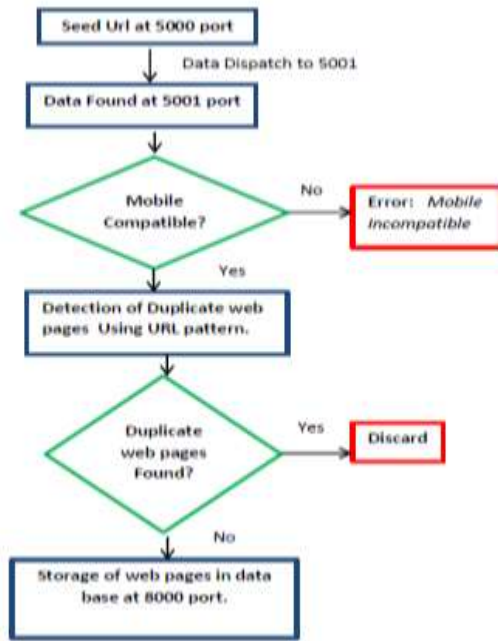 Seed Url at 5000 port
Data Dispatch to 5001
Data Found at 5001 port
Mobile
Compatible?
No
Error: Mobile
Incompatible
Yes
Detection of Duplicate web
pages Using URL pattern.
Duplicate
web pages
Found?
Yes
Discard
No
Storage of web pages in data
base at 8000 port.